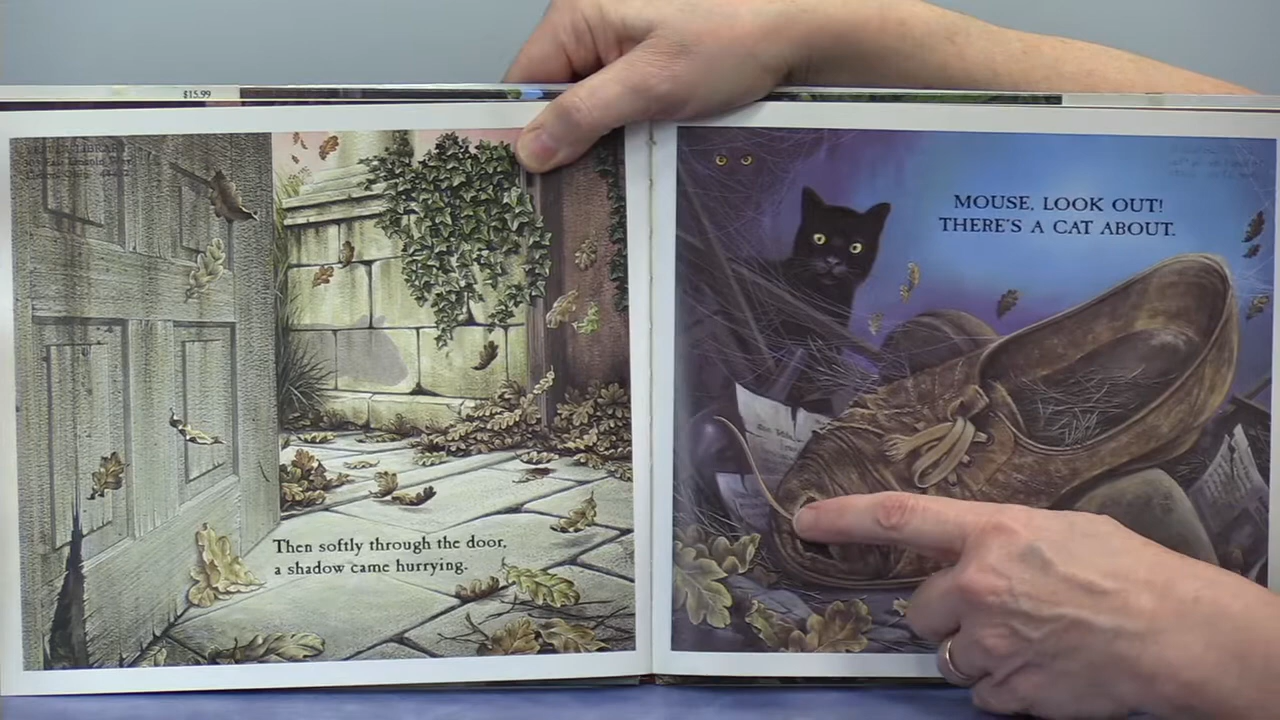 $15.99
Then softly through the door,
a shadow came hurrying.
MOUSE, LOOK OUT!
THERE'S A CAT ABOUT.